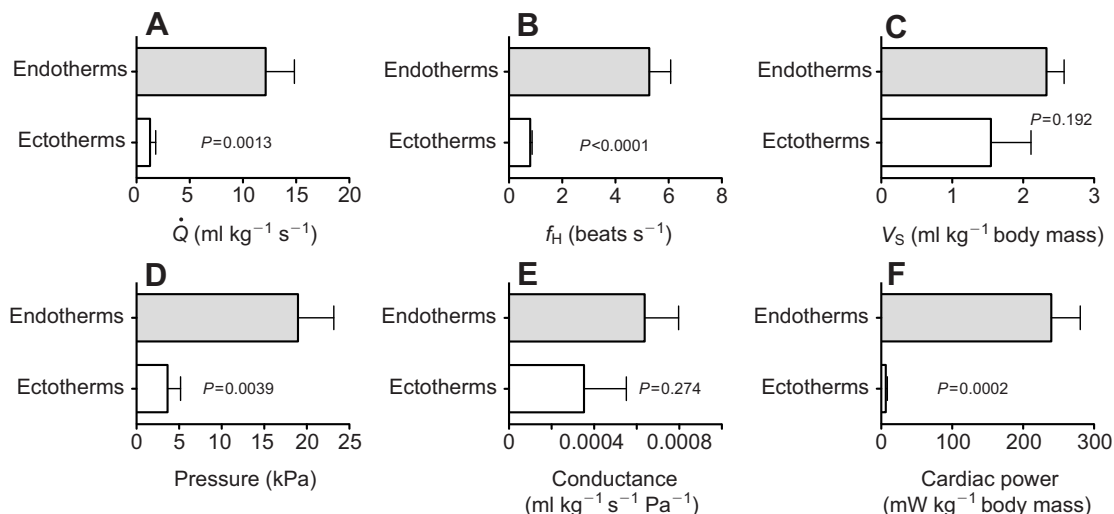 A
Endotherms
Ectotherms
P=0.0013
0 5 10 15 20
Q̇ (ml kg⁻¹ s⁻¹)
B
Endotherms
Ectotherms
P<0.0001
0 2 4 6 8
fH (beats s⁻¹)
C
Endotherms
Ectotherms
P=0.192
0 1 2 3
VS (ml kg⁻¹ body mass)
D
Endotherms
Ectotherms
P=0.0039
0 5 10 15 20 25
Pressure (kPa)
E
Endotherms
Ectotherms
P=0.274
0 0.0004 0.0008
Conductance
(ml kg⁻¹ s⁻¹ Pa⁻¹)
F
Endotherms
Ectotherms
P=0.0002
0 100 200 300
Cardiac power
(mW kg⁻¹ body mass)